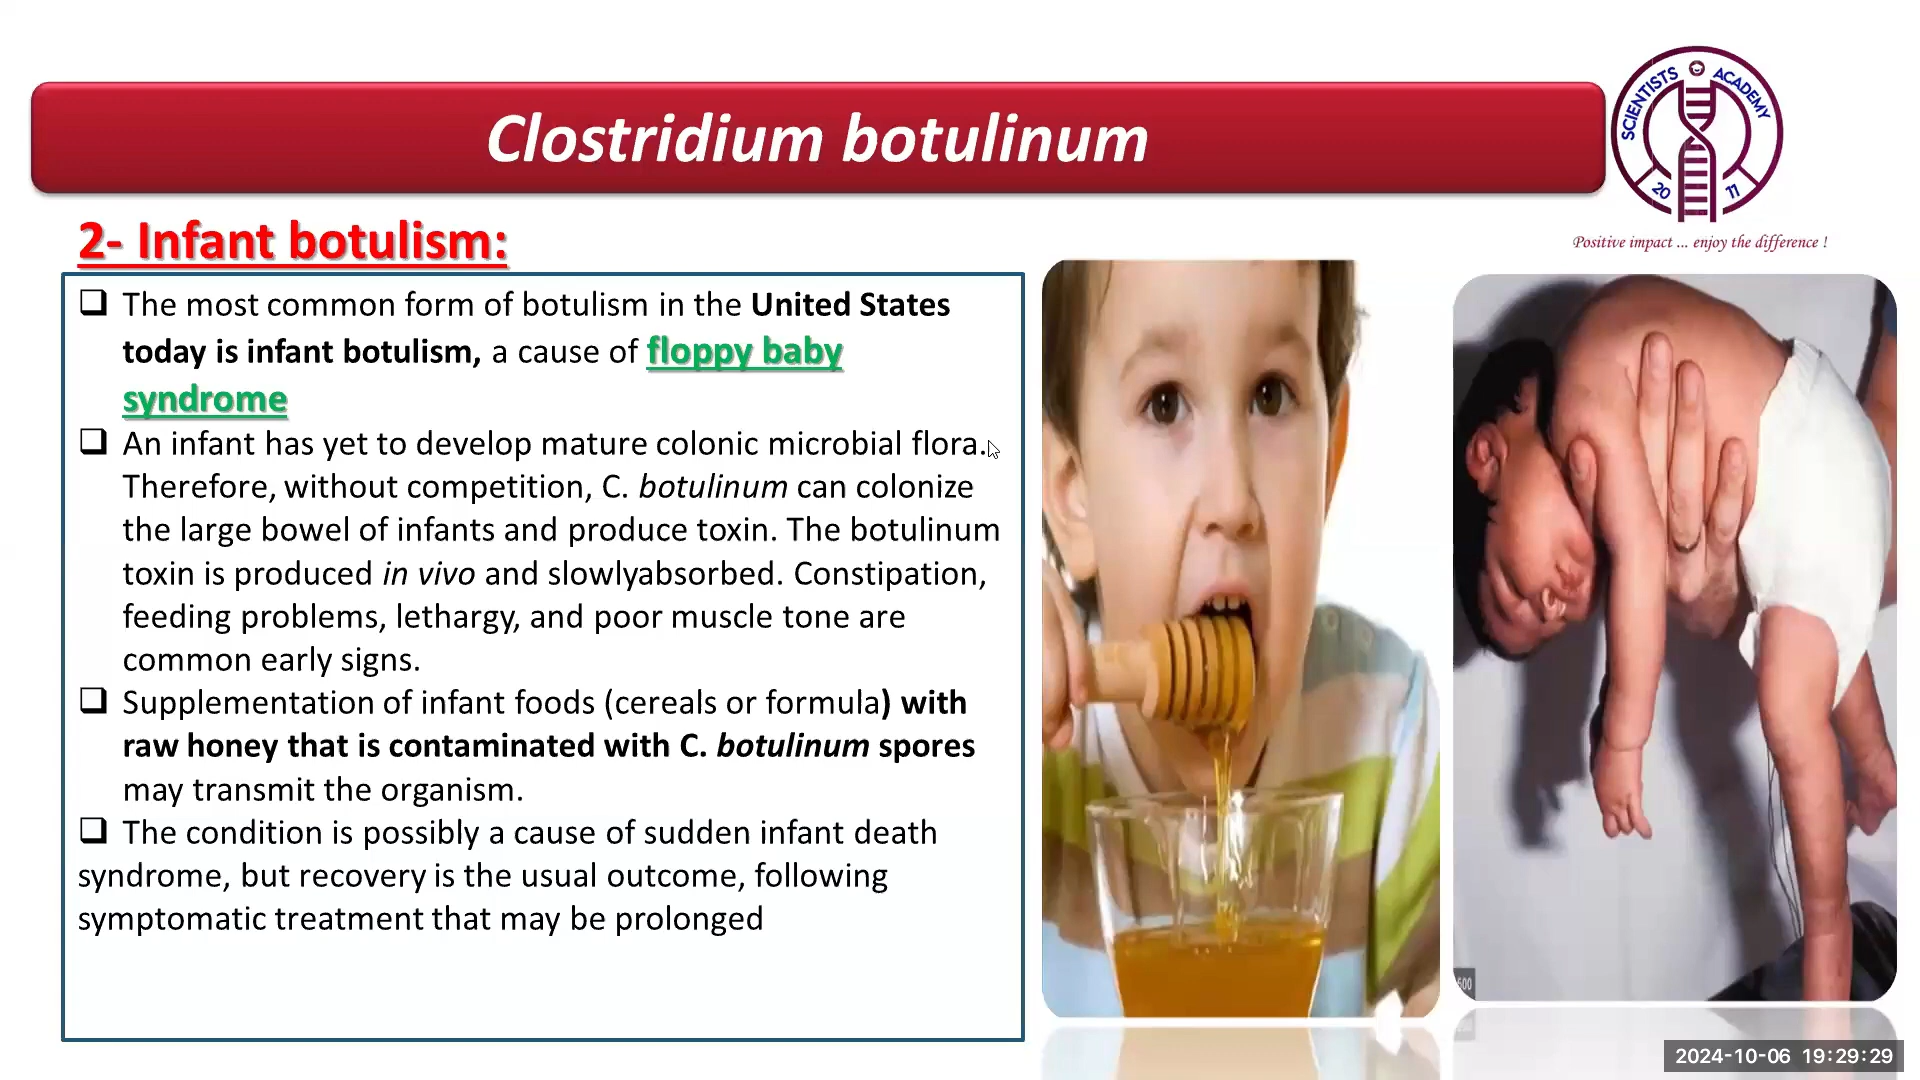 Clostridium botulinum
SCIENTISTS ACADEMY
20 11
Positive impact ... enjoy the difference !
2- Infant botulism:
❑ The most common form of botulism in the United States
today is infant botulism, a cause of floppy baby
syndrome
❑ An infant has yet to develop mature colonic microbial flora.
Therefore, without competition, C. botulinum can colonize
the large bowel of infants and produce toxin. The botulinum
toxin is produced in vivo and slowlyabsorbed. Constipation,
feeding problems, lethargy, and poor muscle tone are
common early signs.
❑ Supplementation of infant foods (cereals or formula) with
raw honey that is contaminated with C. botulinum spores
may transmit the organism.
❑ The condition is possibly a cause of sudden infant death
syndrome, but recovery is the usual outcome, following
symptomatic treatment that may be prolonged
2024-10-06 19:29:29